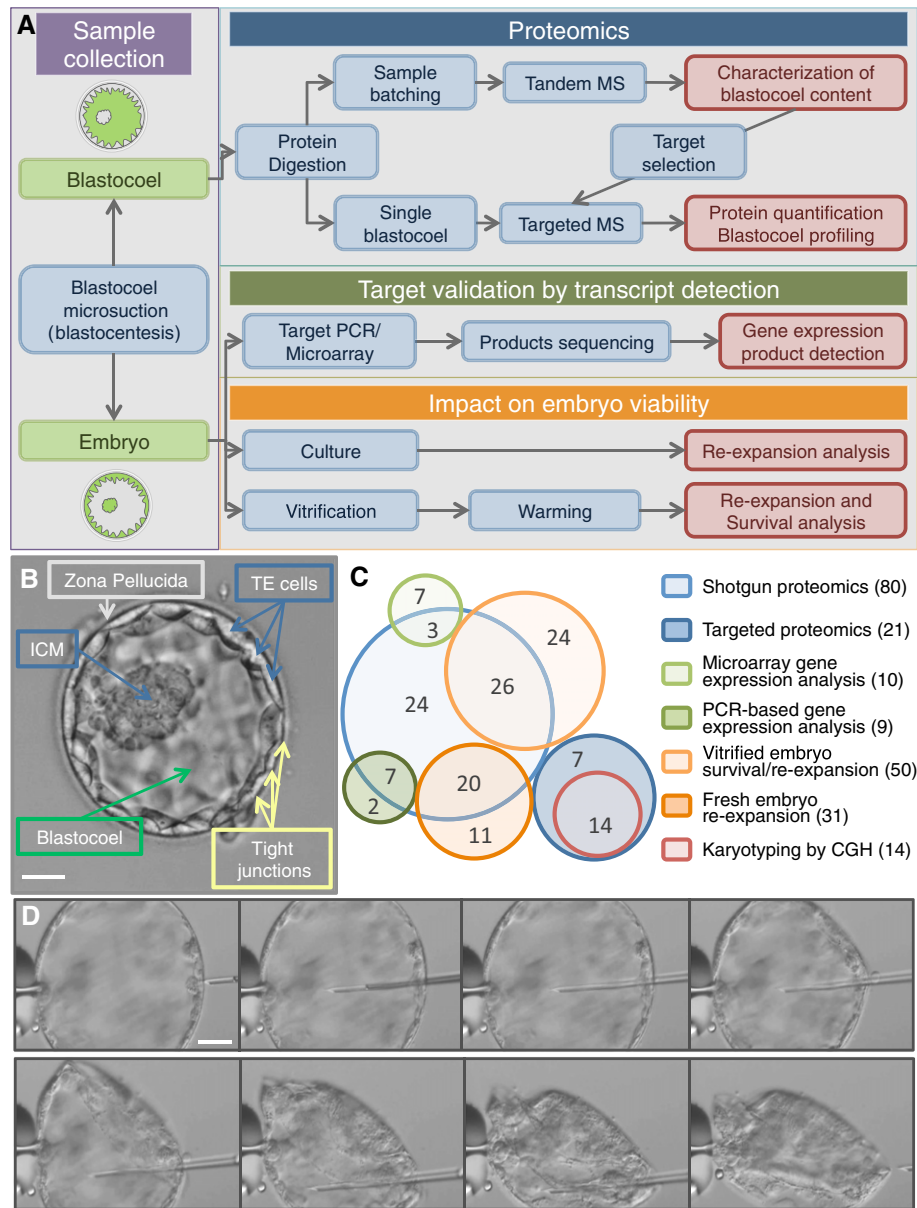 A
Sample
collection
Blastocoel
Blastocoel
microsuction
(blastocentesis)
Embryo
Proteomics
Protein
Digestion
Sample
batching
Tandem MS
Characterization of
blastocoel content
Target
selection
Single
blastocoel
Targeted MS
Protein quantification
Blastocoel profiling
Target validation by transcript detection
Target PCR/
Microarray
Products sequencing
Gene expression
product detection
Impact on embryo viability
Culture
Re-expansion analysis
Vitrification
Warming
Re-expansion and
Survival analysis
B
Zona Pellucida
TE cells
ICM
Blastocoel
Tight
junctions
C
7
3
24
24
26
7
2
20
11
7
14
Shotgun proteomics (80)
Targeted proteomics (21)
Microarray gene
expression analysis (10)
PCR-based gene
expression analysis (9)
Vitrified embryo
survival/re-expansion (50)
Fresh embryo
re-expansion (31)
Karyotyping by CGH (14)
D